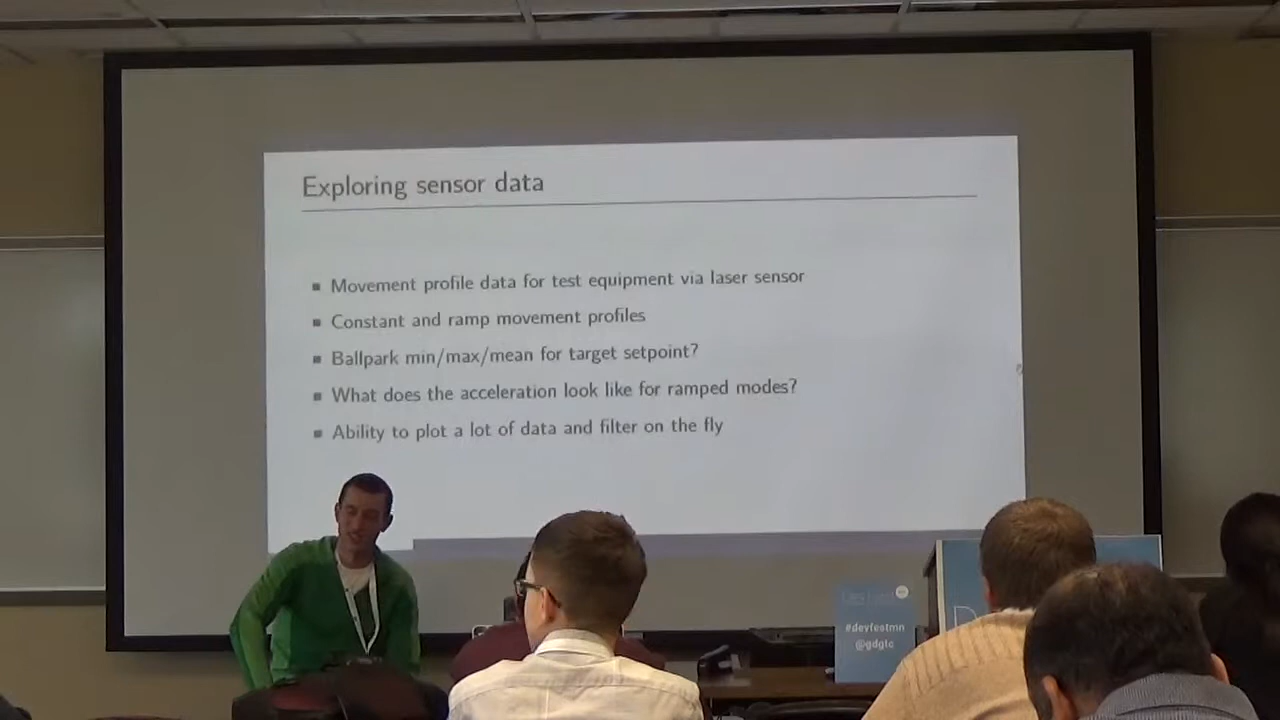 Exploring sensor data
Movement profile data for test equipment via laser sensor
Constant and ramp movement profiles
Ballpark min/max/mean for target setpoint?
What does the acceleration look like for ramped modes?
Ability to plot a lot of data and filter on the fly
#devfestmn
@gdgtc
D